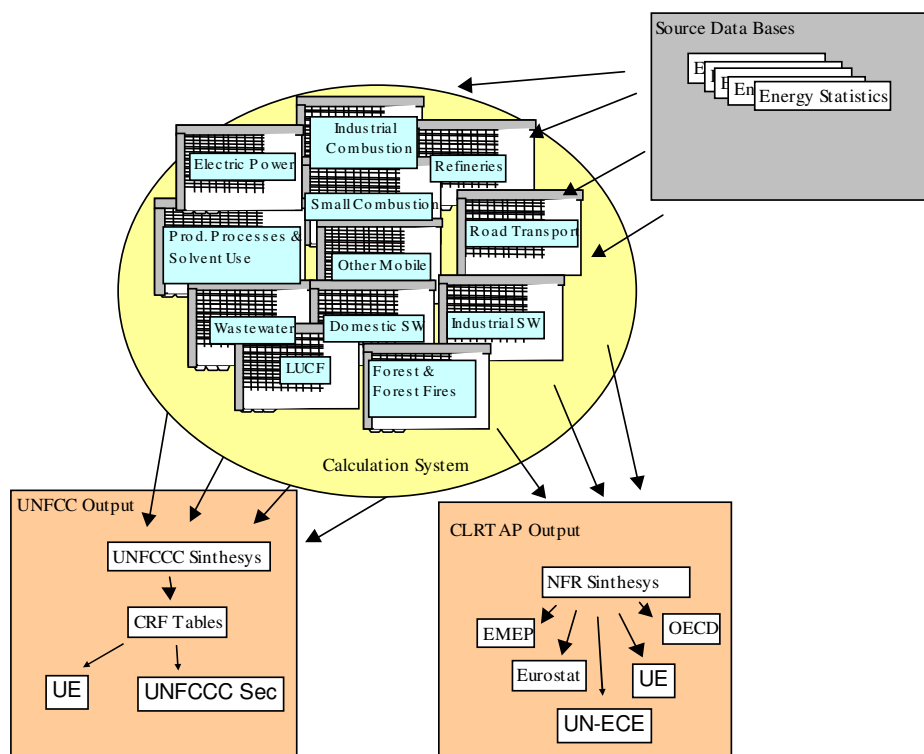 Source Data Bases
En
Energy Statistics
Industrial
Combustion
Electric Power
Refineries
Small Combustion
Prod. Processes &
Solvent Use
Road Transport
Other Mobile
Wastewater
Domestic SW
Industrial SW
LUCF
Forest &
Forest Fires
Calculation System
UNFCC Output
UNFCCC Sinthesys
CRF Tables
UE
UNFCCC Sec
CLRTAP Output
NFR Sinthesys
EMEP
OECD
Eurostat
UE
UN-ECE